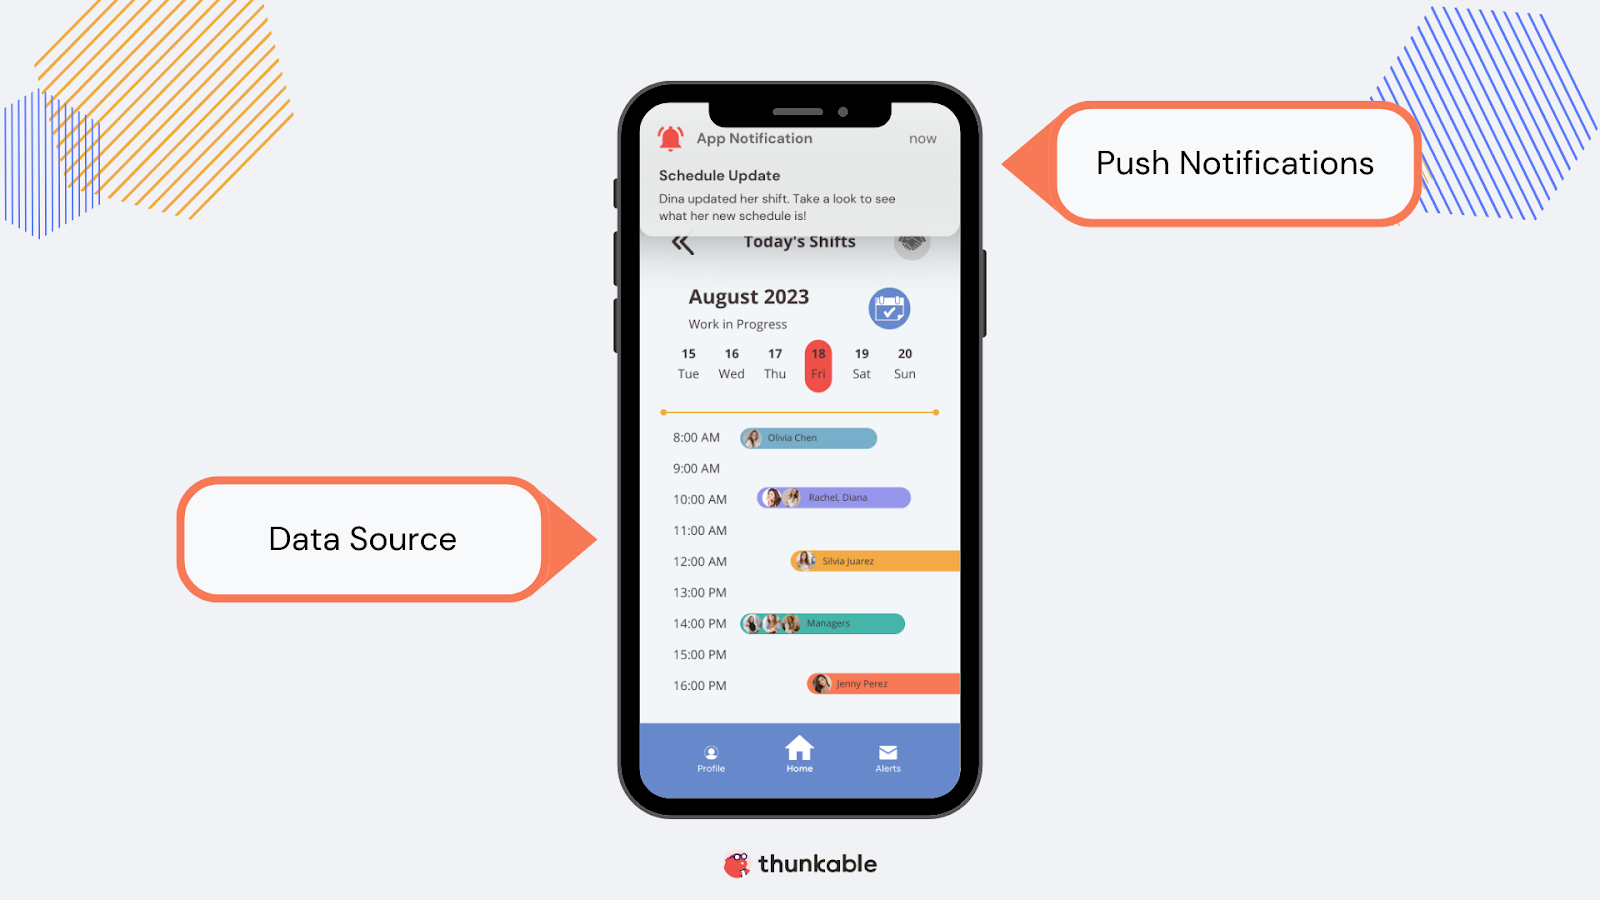 App Notification now
Schedule Update
Dina updated her shift. Take a look to see
what her new schedule is!
Push Notifications
Today's Shifts
August 2023
Work in Progress
15 16 17 18 19 20
Tue Wed Thu Fri Sat Sun
8:00 AM Olivia Chen
9:00 AM
10:00 AM Rachel, Diana
11:00 AM
Data Source
12:00 AM Silvia Juarez
13:00 PM
14:00 PM Managers
15:00 PM
16:00 PM Jenny Perez
Profile Home Alerts
thunkable